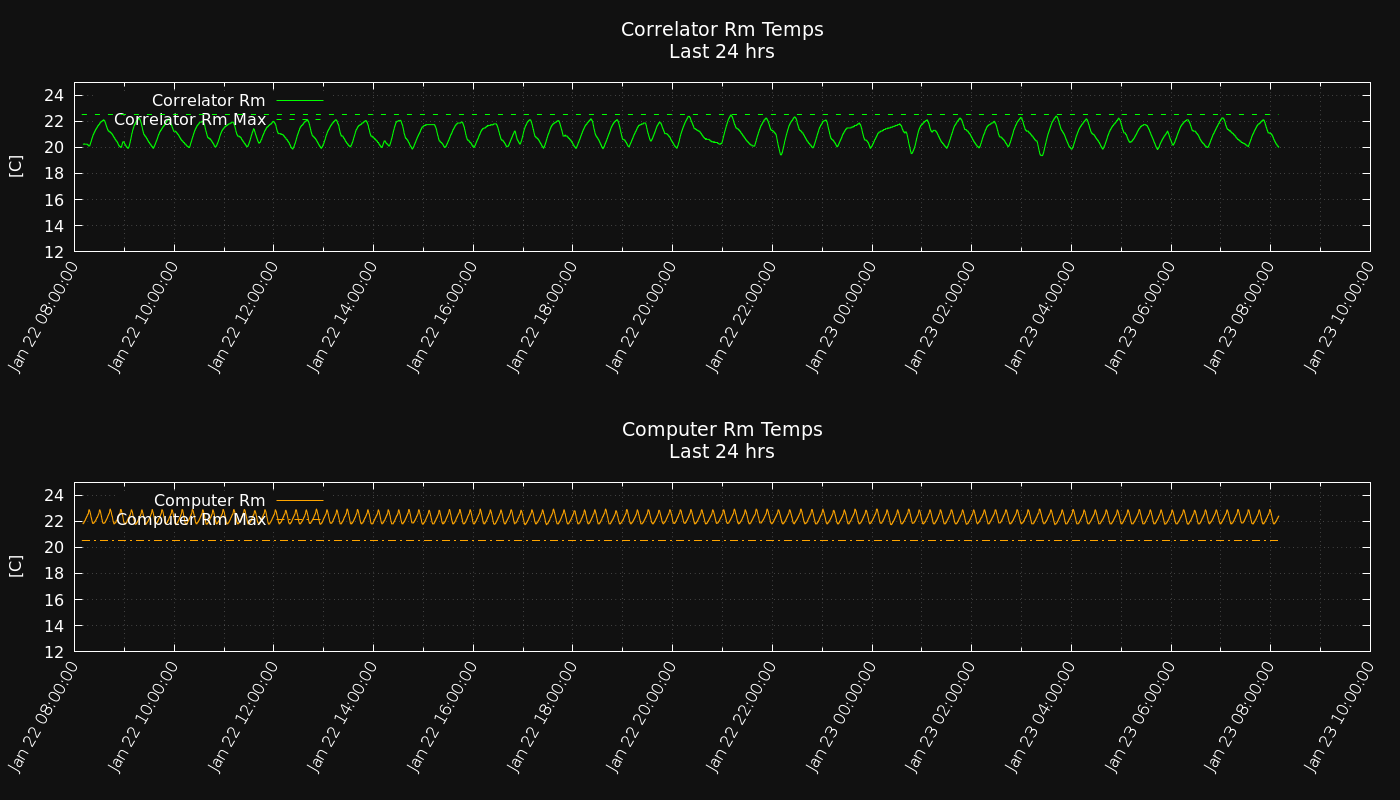 Correlator Rm Temps
Last 24 hrs
Correlator Rm
Correlator Rm Max
[C]
24
22
20
18
16
14
12
Jan 22 08:00:00
Jan 22 10:00:00
Jan 22 12:00:00
Jan 22 14:00:00
Jan 22 16:00:00
Jan 22 18:00:00
Jan 22 20:00:00
Jan 22 22:00:00
Jan 23 00:00:00
Jan 23 02:00:00
Jan 23 04:00:00
Jan 23 06:00:00
Jan 23 08:00:00
Jan 23 10:00:00
Computer Rm Temps
Last 24 hrs
Computer Rm
Computer Rm Max
[C]
24
22
20
18
16
14
12
Jan 22 08:00:00
Jan 22 10:00:00
Jan 22 12:00:00
Jan 22 14:00:00
Jan 22 16:00:00
Jan 22 18:00:00
Jan 22 20:00:00
Jan 22 22:00:00
Jan 23 00:00:00
Jan 23 02:00:00
Jan 23 04:00:00
Jan 23 06:00:00
Jan 23 08:00:00
Jan 23 10:00:00